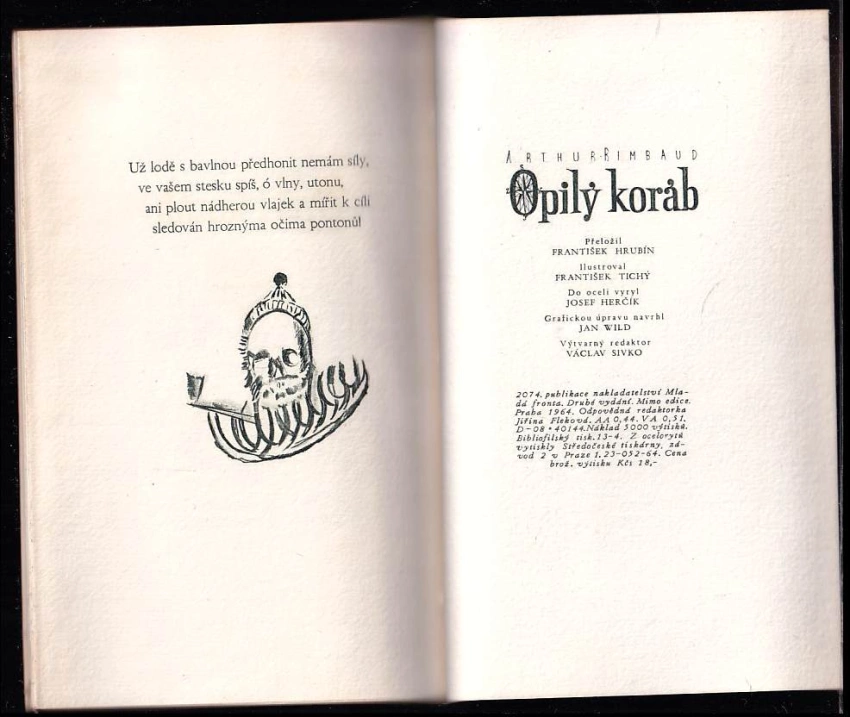 Už lodě s bavlnou předhonit nemám síly,
ve vašem stesku spíš, ó vlny, utonu,
ani plout nádherou vlajek a mířit k cíli
sledován hroznýma očima pontonů!
ARTHUR RIMBAUD
Opilý koráb
Přeložil
FRANTIŠEK HRUBÍN
Ilustroval
FRANTIŠEK TICHÝ
Do oceli vyryl
JOSEF HERČÍK
Grafickou úpravu navrhl
JAN WILD
Výtvarný redaktor
VÁCLAV SIVKO
2074. publikace nakladatelství Mla-
dá fronta. Druhé vydání. Mimo edice.
Praha 1964. Odpovědná redaktorka
Jiřina Fleková. AA 0,44. VA 0,51.
D-08*40144. Náklad 5000 výtisků.
Bibliofilský tisk. 13-4. Z ocelorytů
vytiskly Středočeské tiskárny, zá-
vod 2 v Praze 1. 23-052-64. Cena
brož. výtisku Kčs 18,-